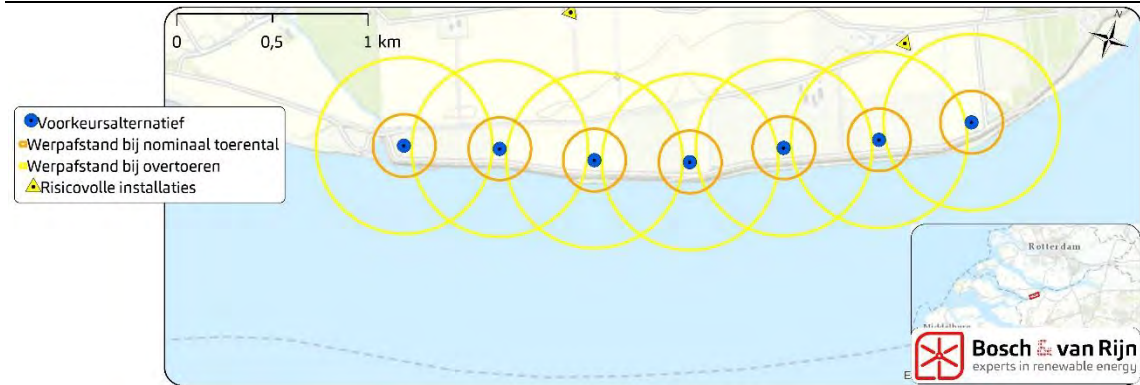 N
0 0,5 1 km
Voorkeursalternatief
Werpafstand bij nominaal toerental
Werpafstand bij overtoeren
Risicovolle installaties
Rotterdam
Middelburg
Bosch & van Rijn
experts in renewable energy